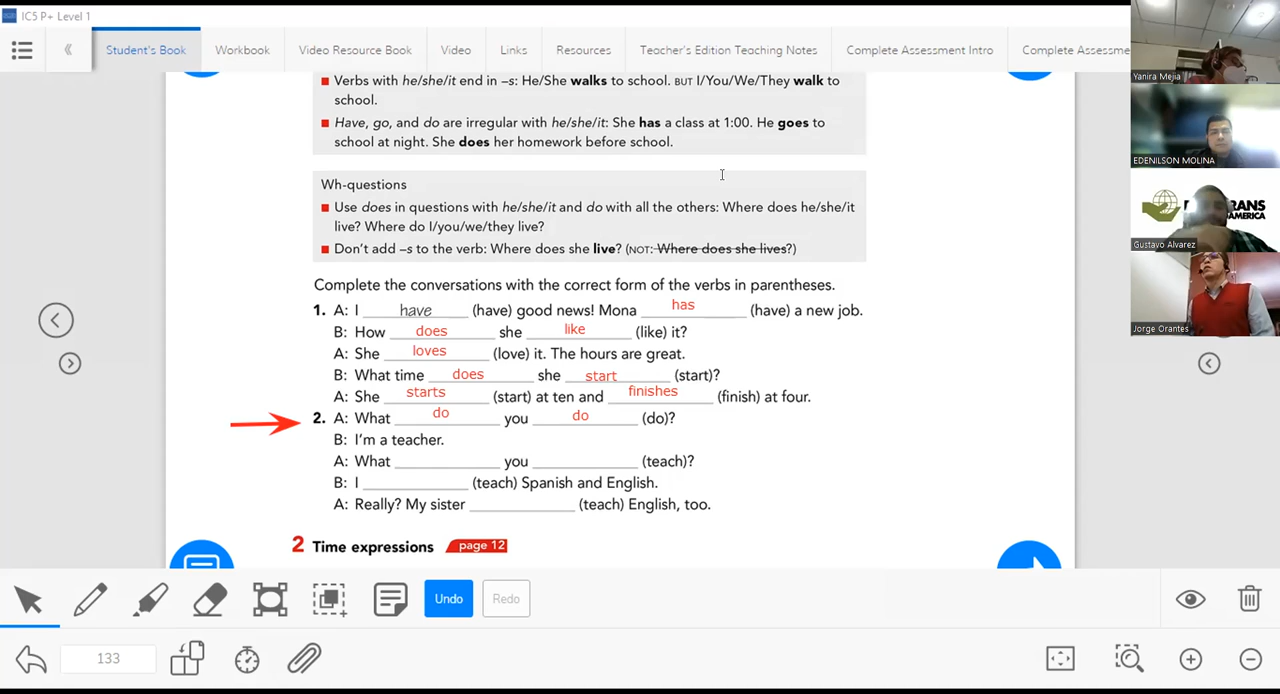 IC5 P+ Level 1
Student's Book Workbook Video Resource Book Video Links Resources Teacher's Edition Teaching Notes Complete Assessment Intro Complete Assessme
Verbs with he/she/it end in –s: He/She walks to school. BUT I/You/We/They walk to
school.
Have, go, and do are irregular with he/she/it: She has a class at 1:00. He goes to
school at night. She does her homework before school.
Wh-questions
Use does in questions with he/she/it and do with all the others: Where does he/she/it
live? Where do I/you/we/they live?
Don't add –s to the verb: Where does she live? (NOT: Where does she lives?)
Complete the conversations with the correct form of the verbs in parentheses.
1. A: I have (have) good news! Mona has (have) a new job.
B: How does she like (like) it?
A: She loves (love) it. The hours are great.
B: What time does she start (start)?
A: She starts (start) at ten and finishes (finish) at four.
2. A: What do you do (do)?
B: I'm a teacher.
A: What ____ you ____ (teach)?
B: I ____ (teach) Spanish and English.
A: Really? My sister ____ (teach) English, too.
2 Time expressions page 12
Undo Redo
133
Yanira Mejia
EDENILSON MOLINA
Gustavo Alvarez
Jorge Orantes